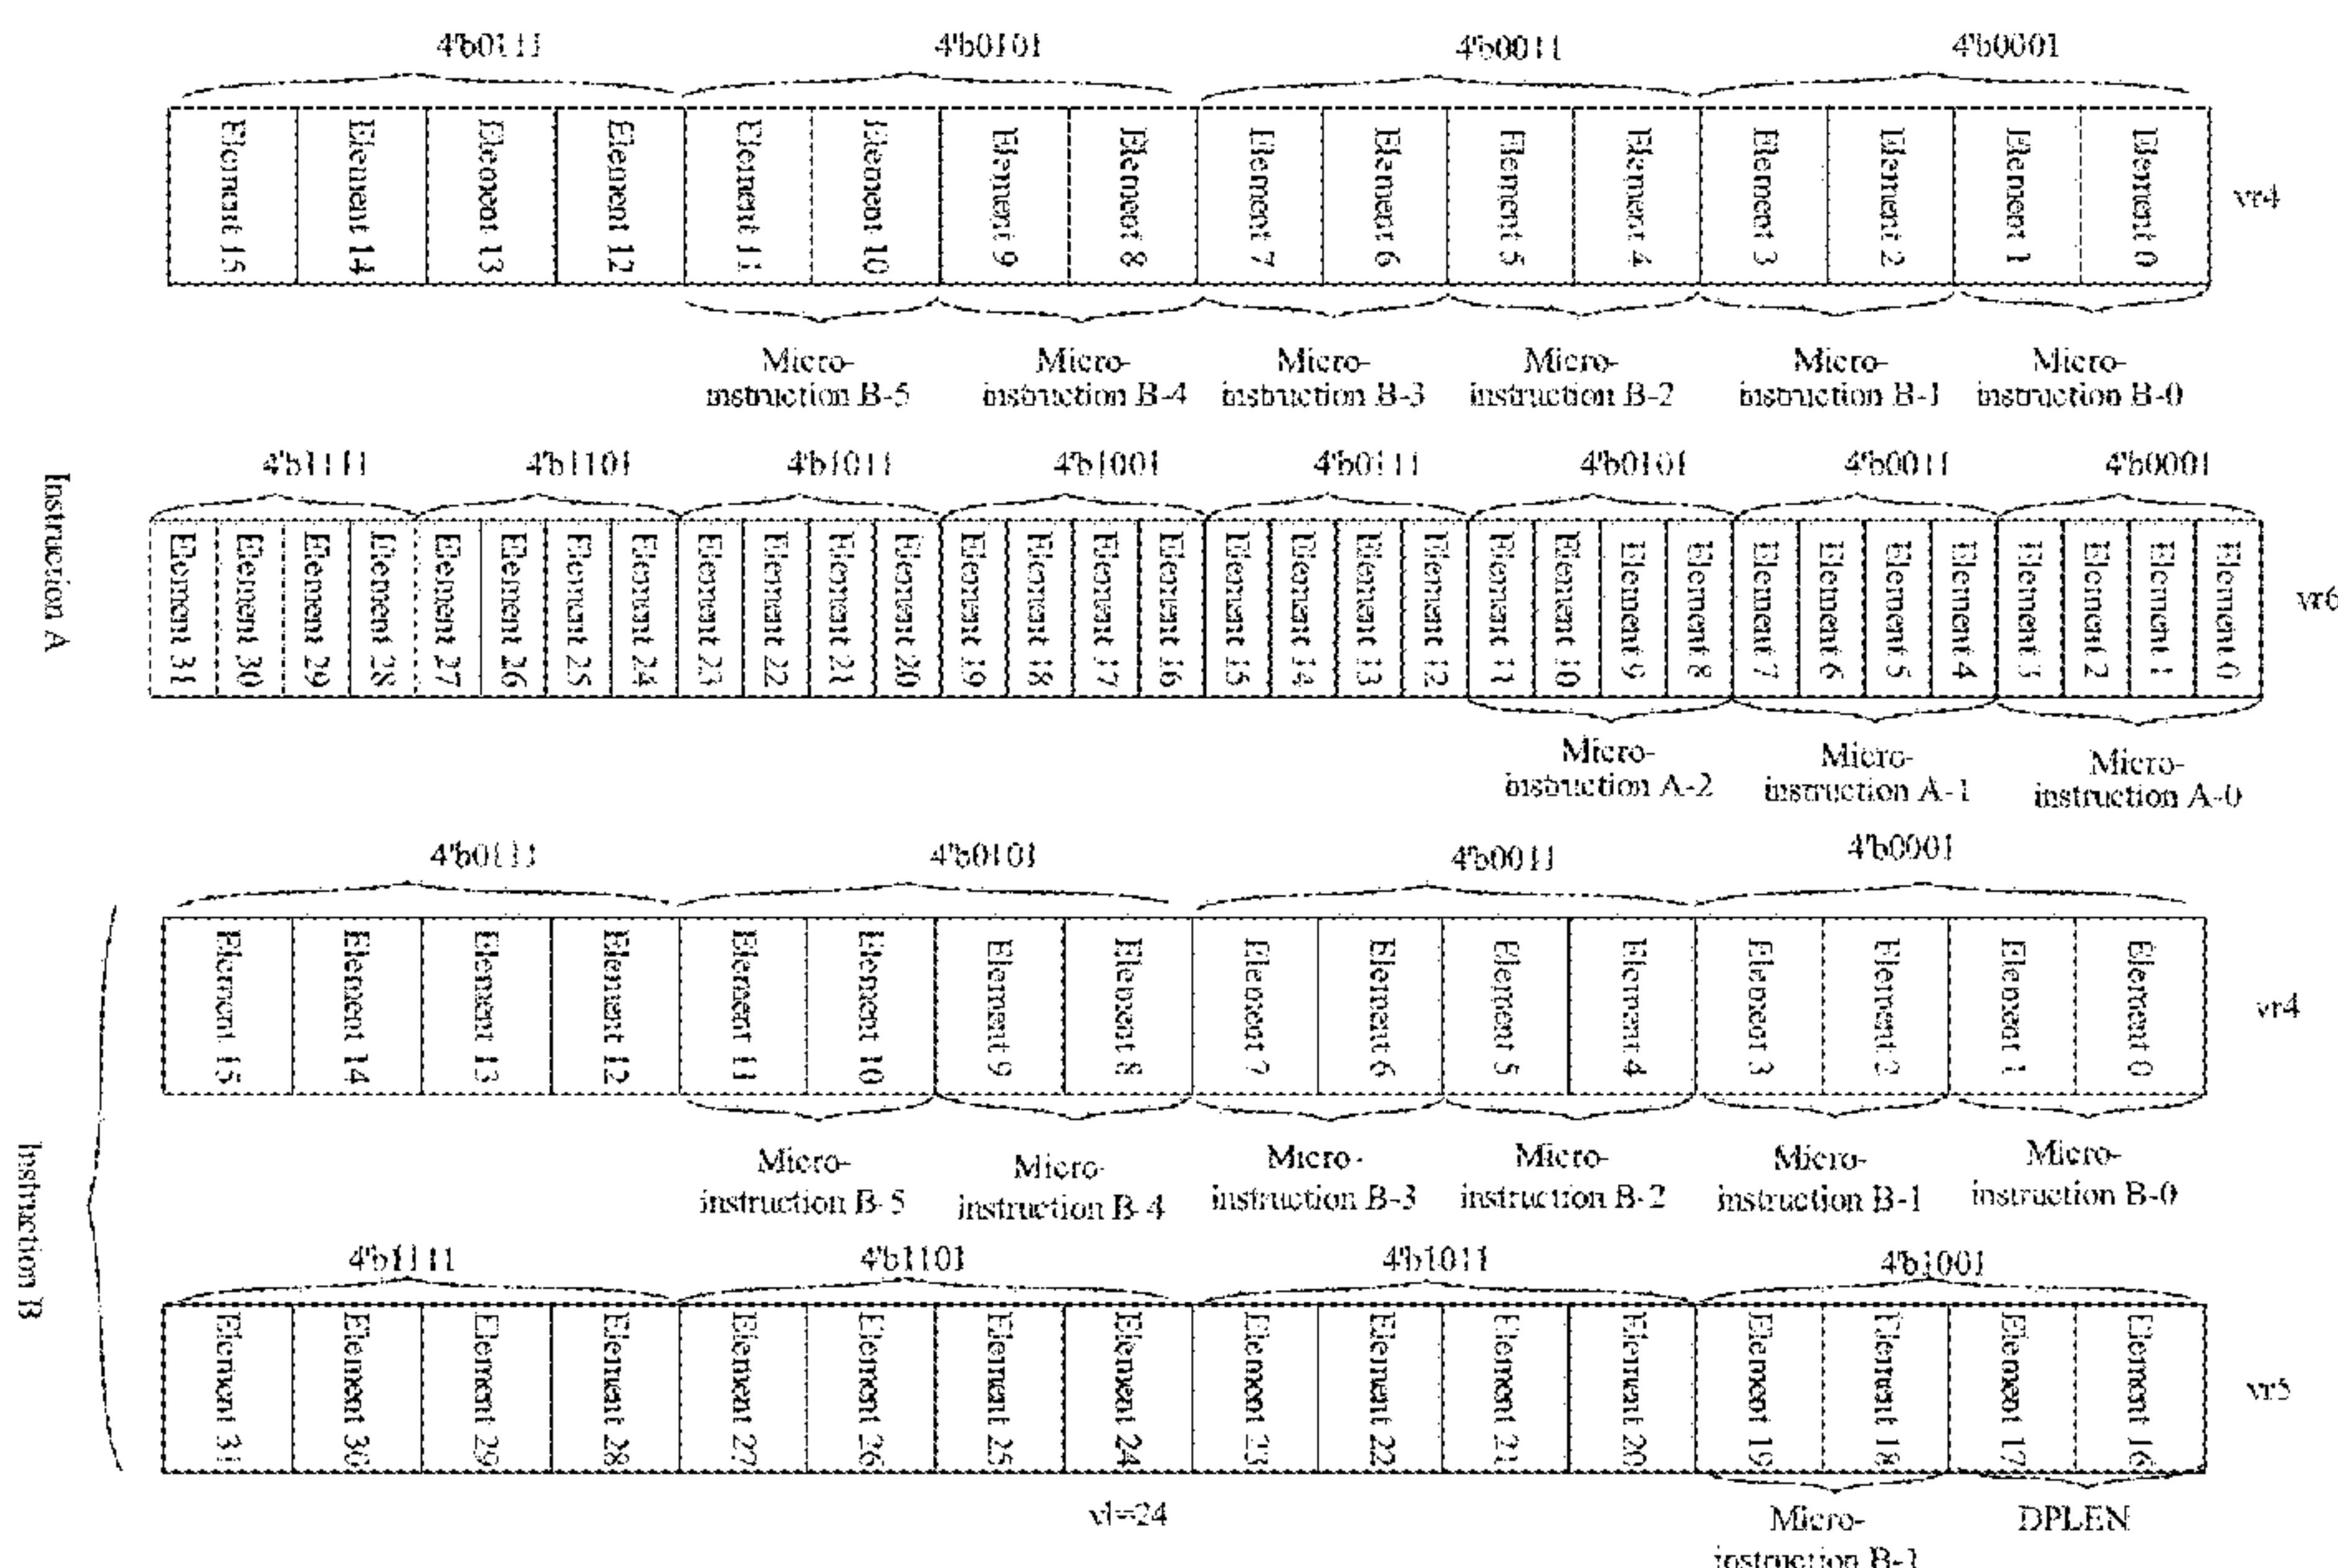 4'b0111 4'b0101 4'b0011 4'b0001
Element 15 Element 14 Element 13 Element 12 Element 11 Element 10 Element 9 Element 8 Element 7 Element 6 Element 5 Element 4 Element 3 Element 2 Element 1 Element 0
vr4
Micro- Micro- Micro- Micro- Micro- Micro-
instruction B-5 instruction B-4 instruction B-3 instruction B-2 instruction B-1 instruction B-0
Instruction A
4'b1111 4'b1101 4'b1011 4'b1001 4'b0111 4'b0101 4'b0011 4'b0001
Element 31 Element 30 Element 29 Element 28 Element 27 Element 26 Element 25 Element 24 Element 23 Element 22 Element 21 Element 20 Element 19 Element 18 Element 17 Element 16 Element 15 Element 14 Element 13 Element 12 Element 11 Element 10 Element 9 Element 8 Element 7 Element 6 Element 5 Element 4 Element 3 Element 2 Element 1 Element 0
vr6
Micro- Micro- Micro-
instruction A-2 instruction A-1 instruction A-0
Instruction B
4'b0111 4'b0101 4'b0011 4'b0001
Element 15 Element 14 Element 13 Element 12 Element 11 Element 10 Element 9 Element 8 Element 7 Element 6 Element 5 Element 4 Element 3 Element 2 Element 1 Element 0
vr4
Micro- Micro- Micro- Micro- Micro- Micro-
instruction B-5 instruction B-4 instruction B-3 instruction B-2 instruction B-1 instruction B-0
4'b1111 4'b1101 4'b1011 4'b1001
Element 31 Element 30 Element 29 Element 28 Element 27 Element 26 Element 25 Element 24 Element 23 Element 22 Element 21 Element 20 Element 19 Element 18 Element 17 Element 16
vr5
vl=24
Micro- DPLEN
instruction B-1